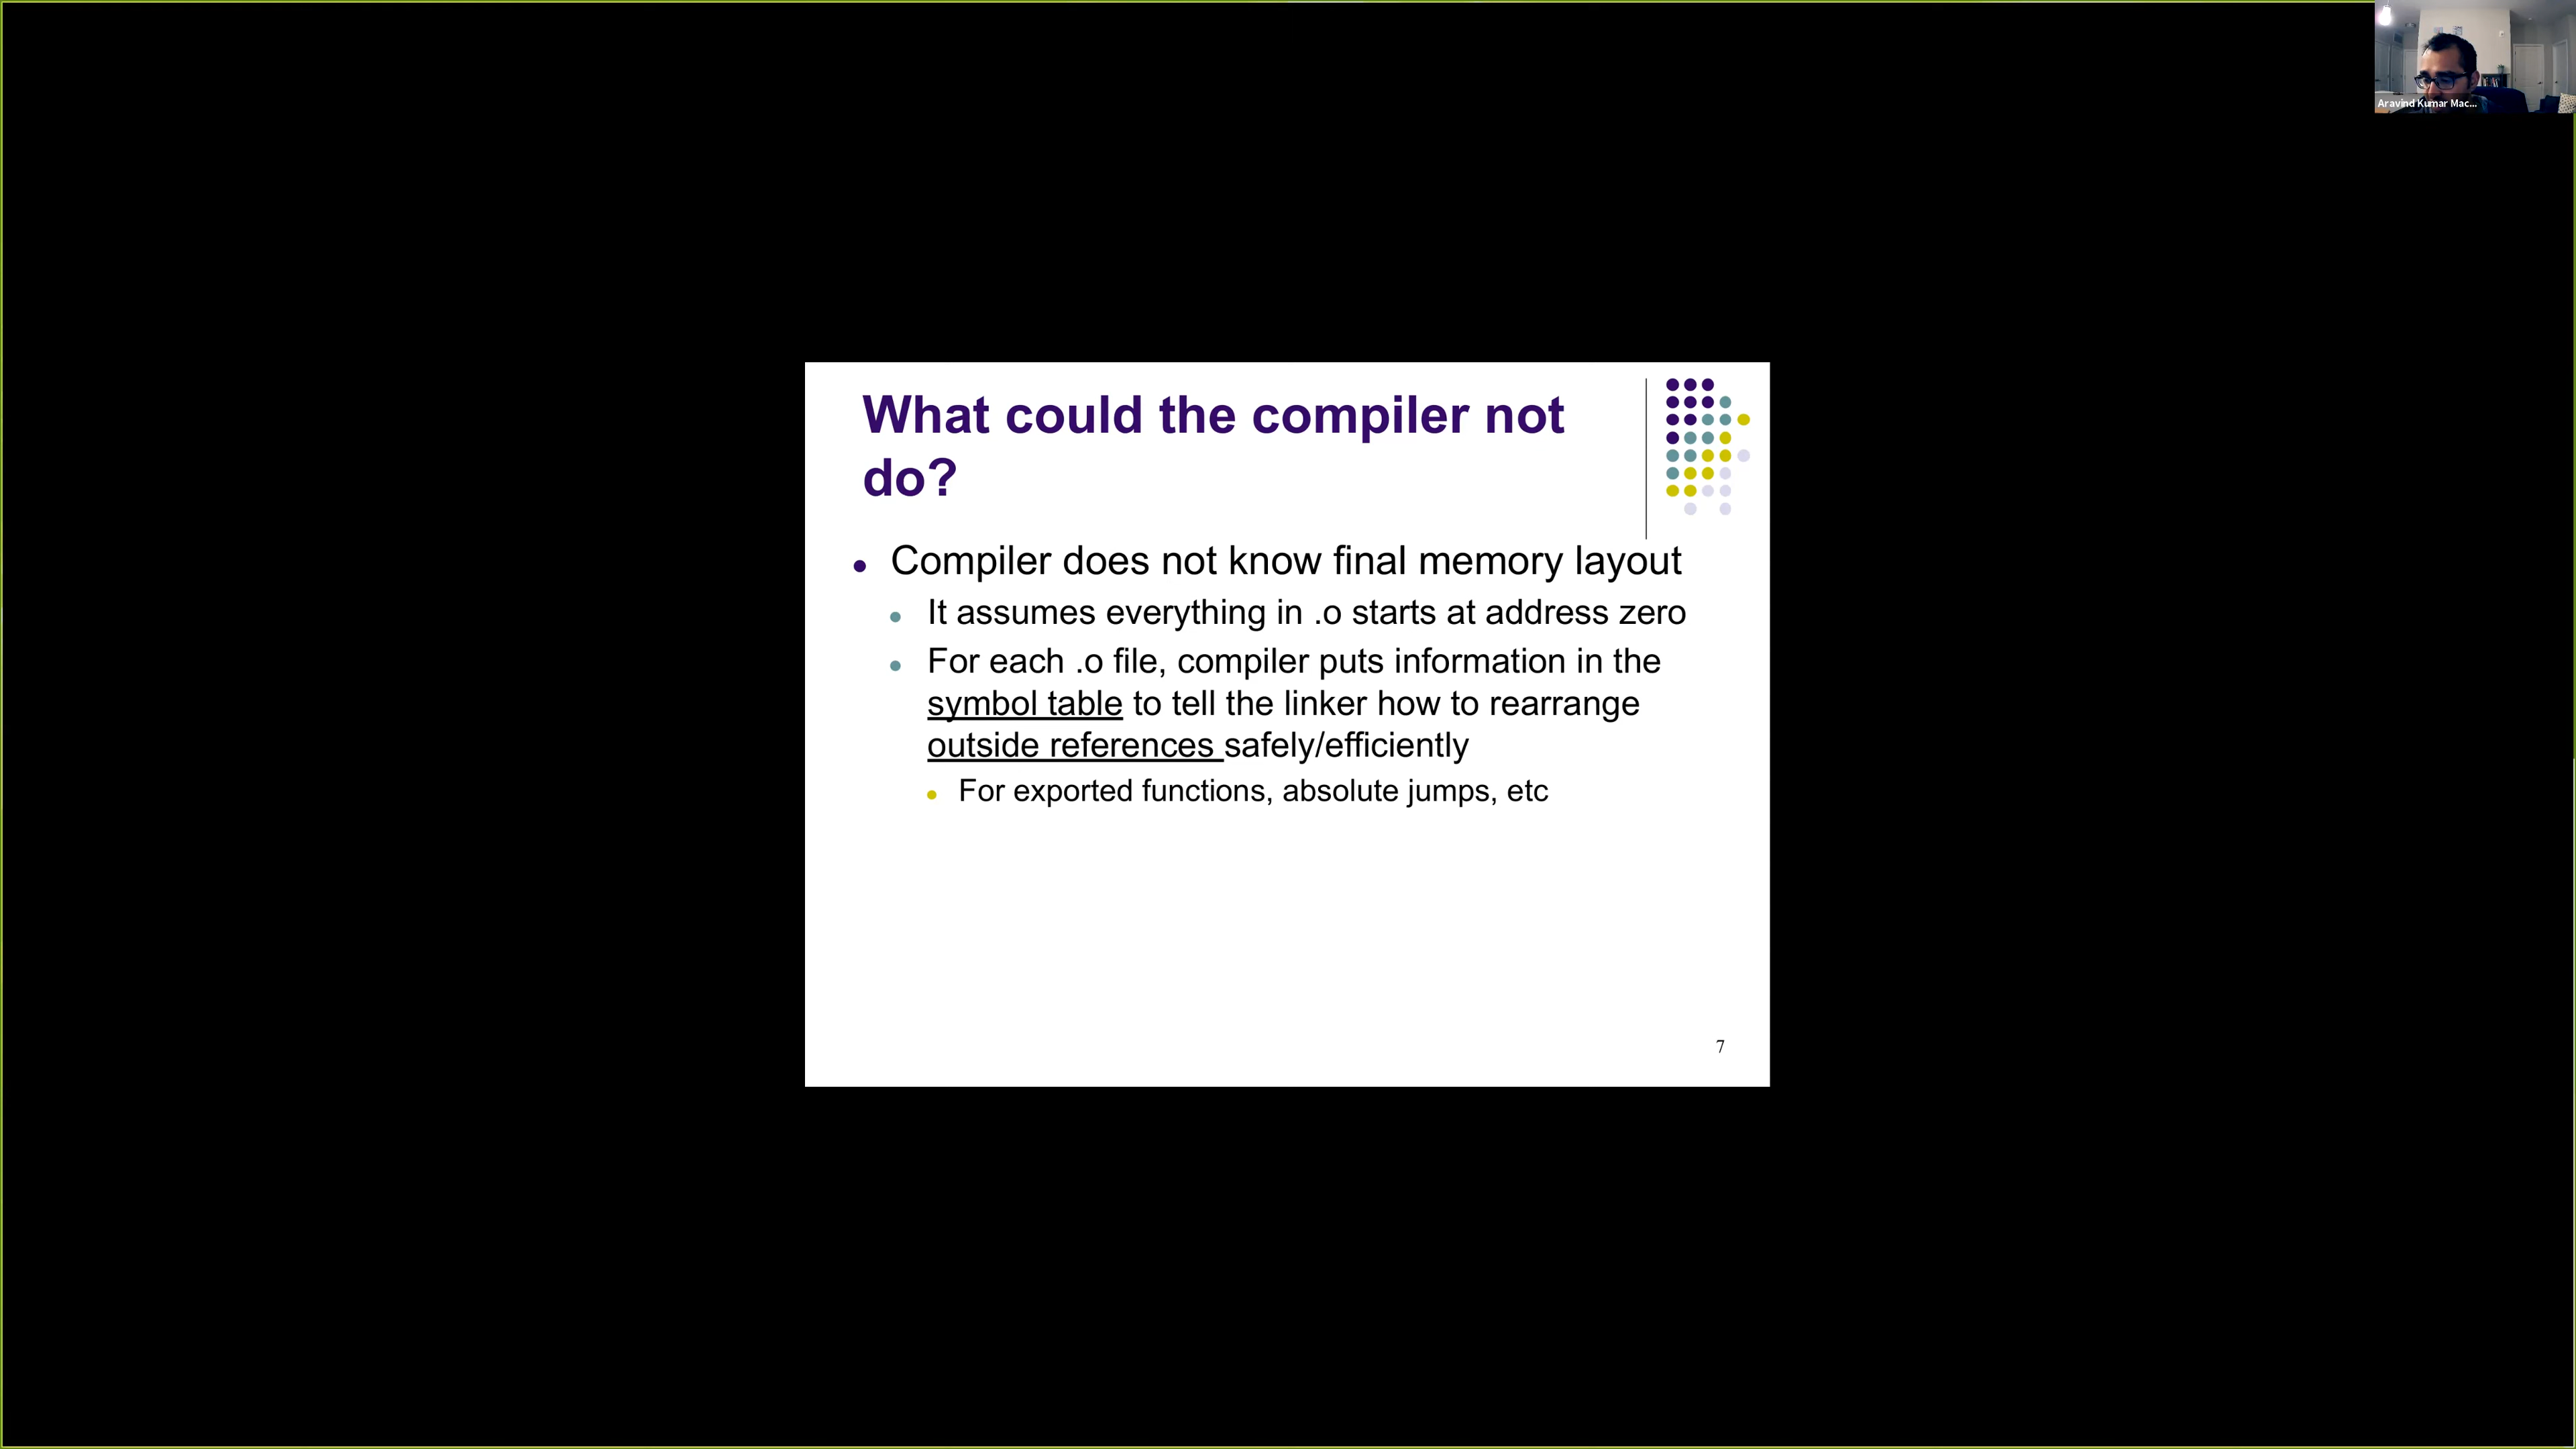 Aravind Kumar Mac...
What could the compiler not
do?
Compiler does not know final memory layout
It assumes everything in .o starts at address zero
For each .o file, compiler puts information in the
symbol table to tell the linker how to rearrange
outside references safely/efficiently
For exported functions, absolute jumps, etc
7